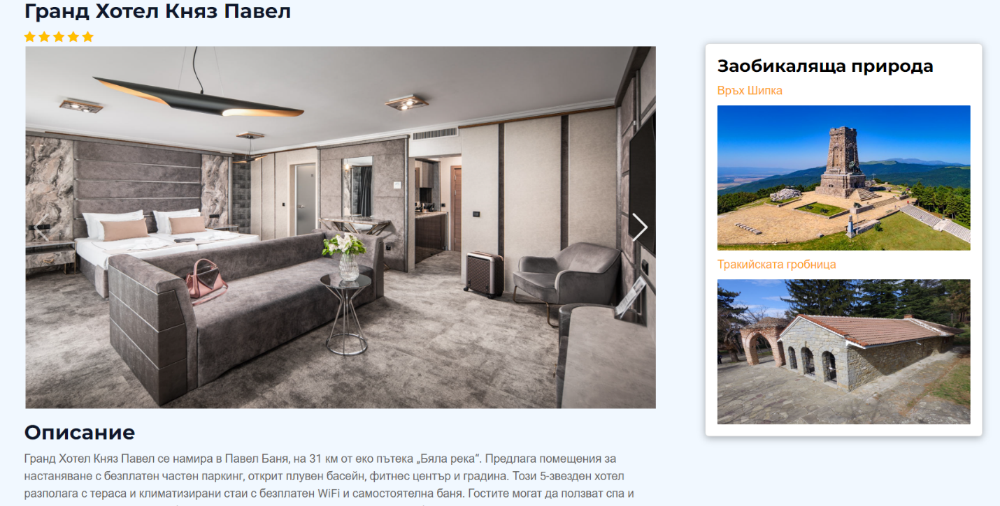 Гранд Хотел Княз Павел
Заобикаляща природа
Връх Шипка
Тракийската гробница
Описание
Гранд Хотел Княз Павел се намира в Павел Баня, на 31 км от еко пътека „Бяла река“. Предлага помещения за
настаняване с безплатен частен паркинг, открит плувен басейн, фитнес център и градина. Този 5-звезден хотел
разполага с тераса и климатизирани стаи с безплатен WiFi и самостоятелна баня. Гостите могат да ползват спа и